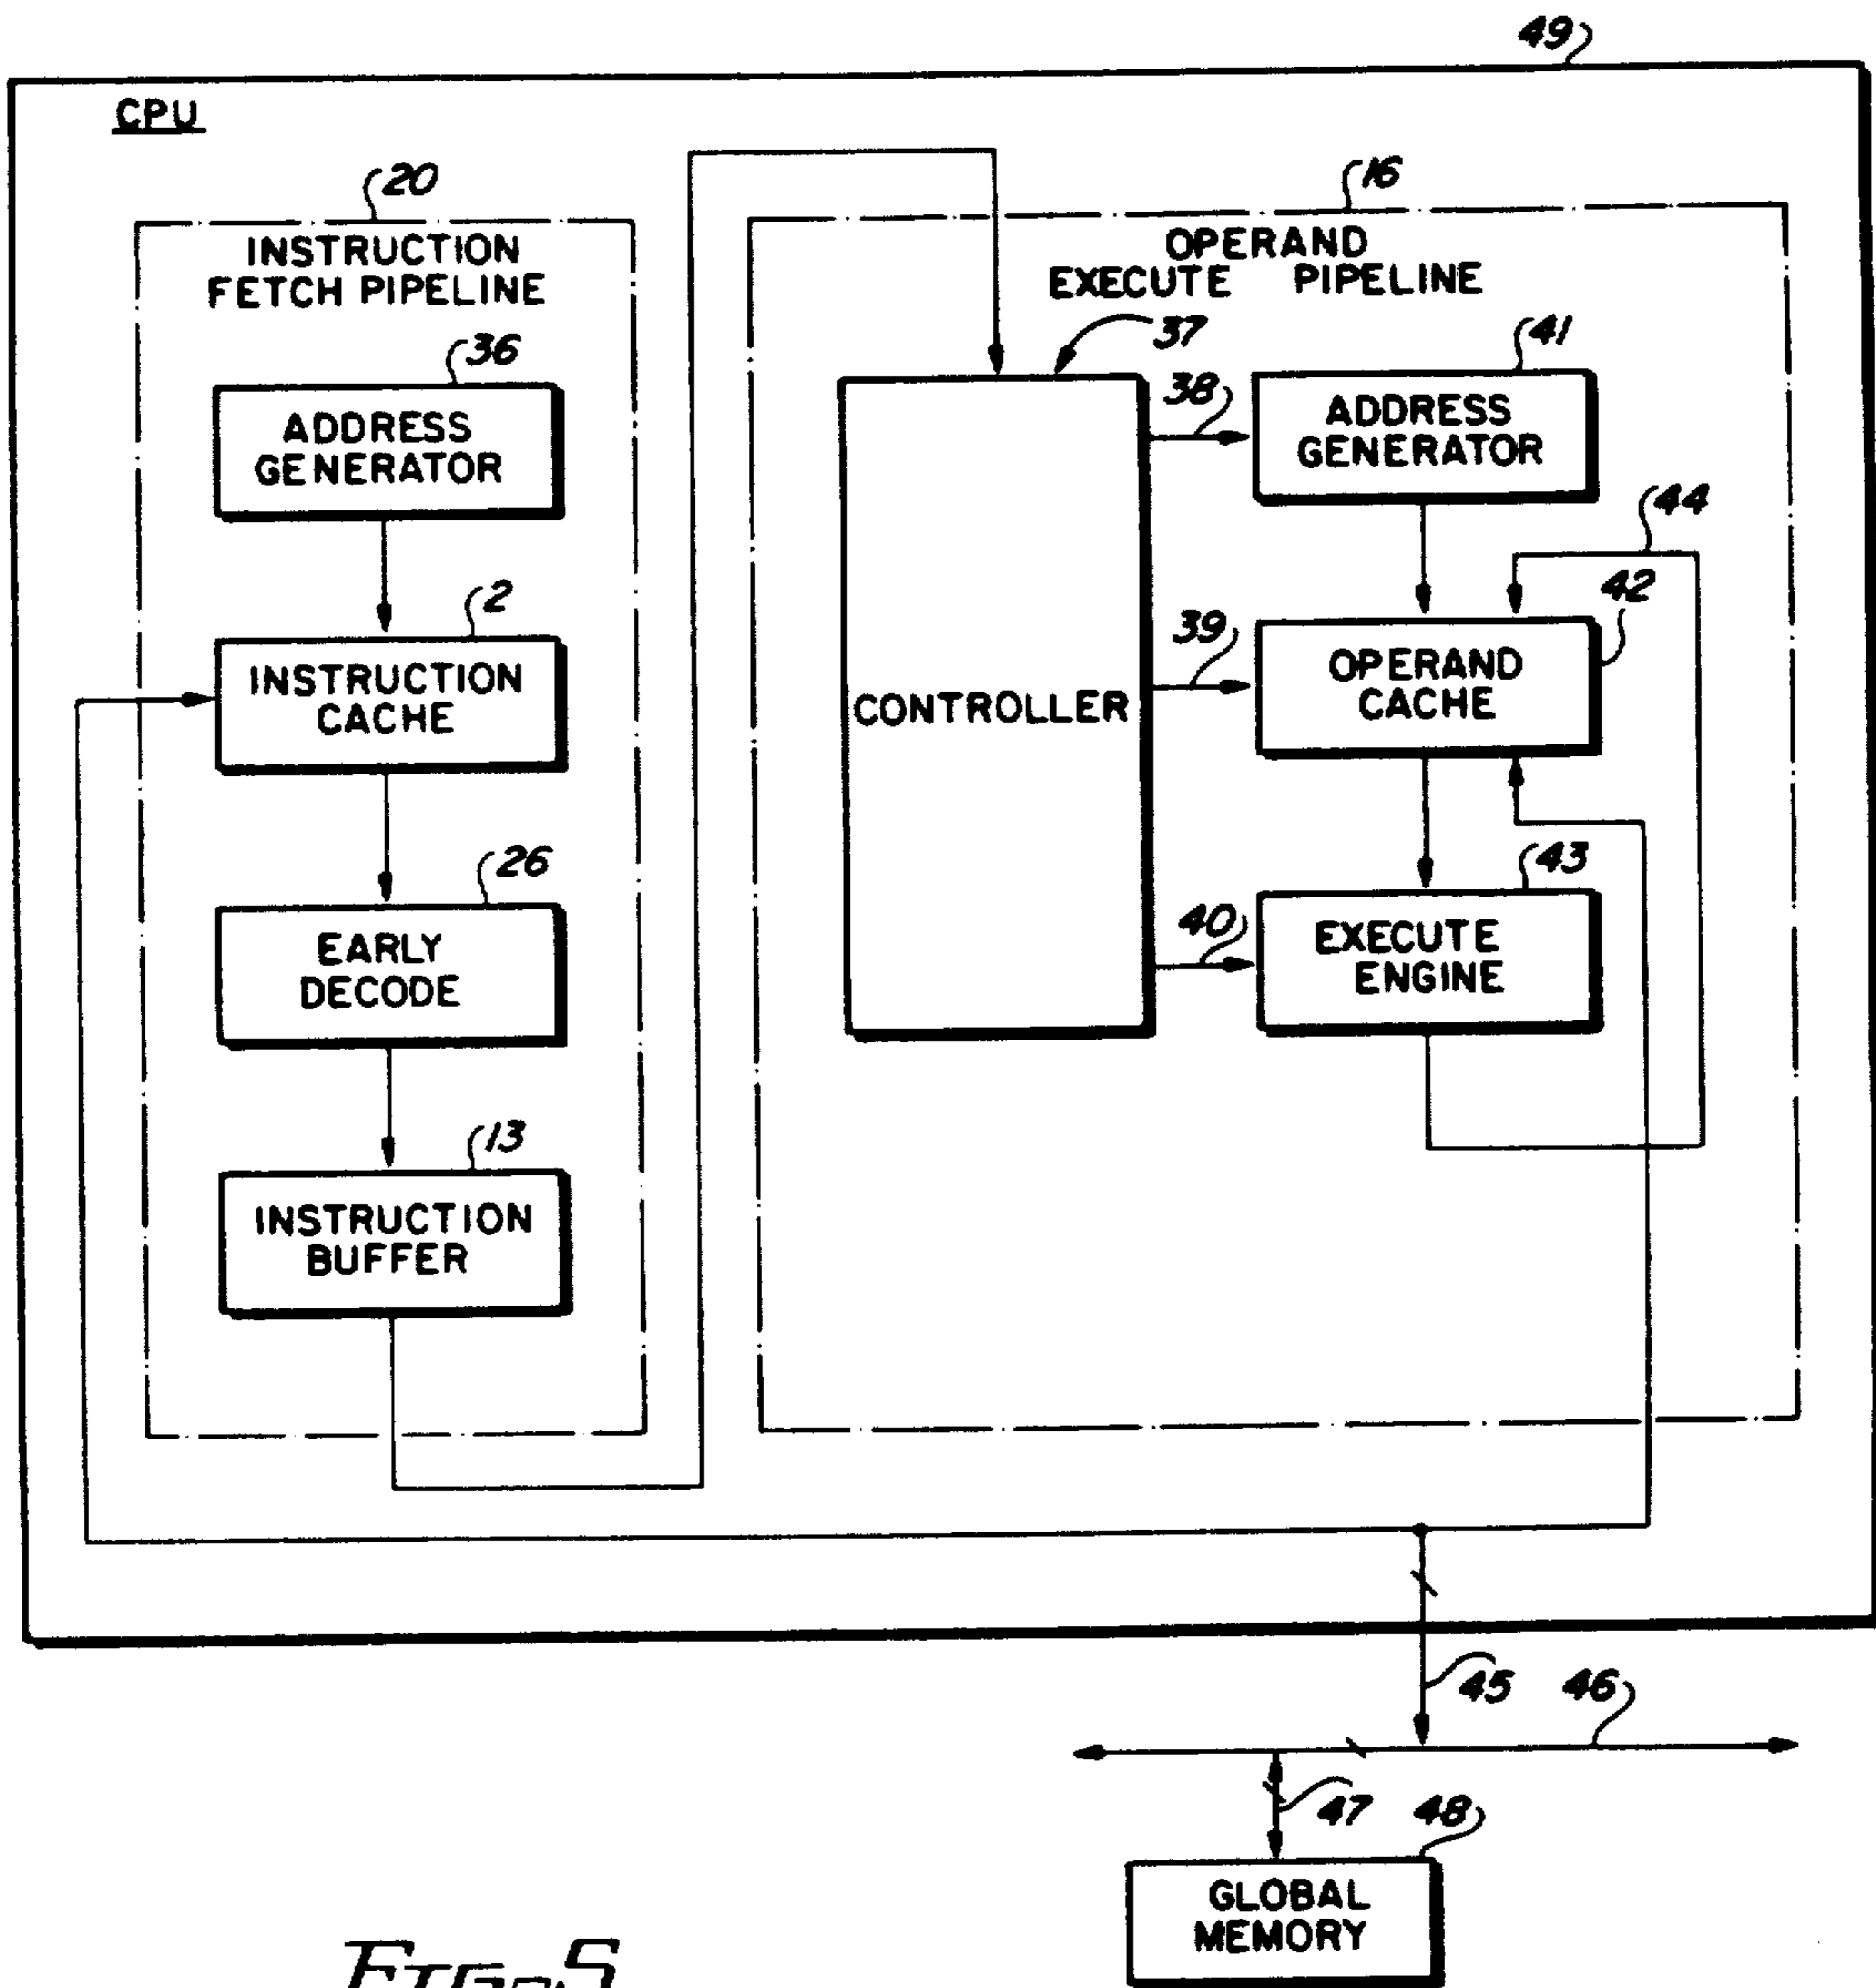 49
CPU
20
16
INSTRUCTION
FETCH PIPELINE
OPERAND
EXECUTE PIPELINE
36
ADDRESS
GENERATOR
37
38
41
ADDRESS
GENERATOR
44
2
INSTRUCTION
CACHE
CONTROLLER
39
42
OPERAND
CACHE
26
EARLY
DECODE
40
43
EXECUTE
ENGINE
13
INSTRUCTION
BUFFER
45
46
47
48
GLOBAL
MEMORY